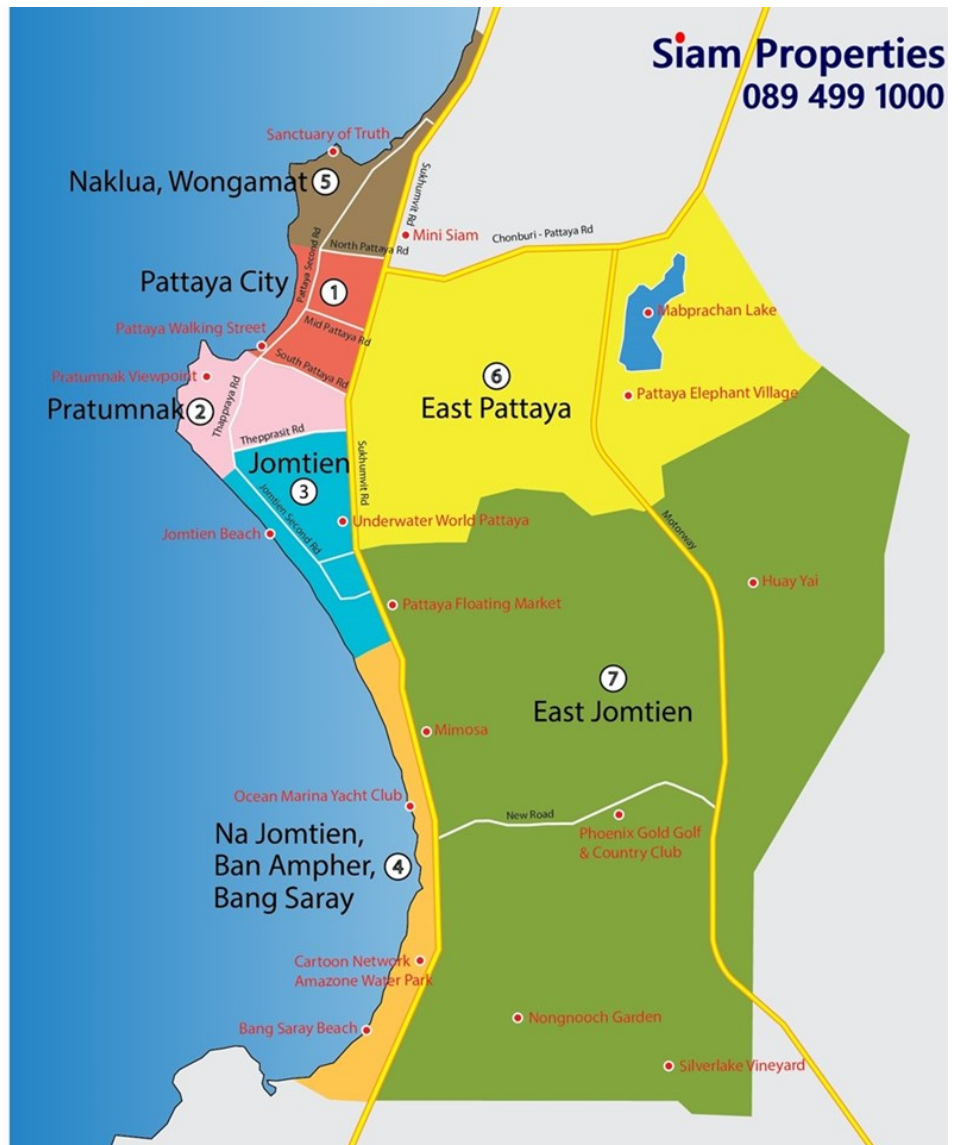 Siam Properties
089 499 1000
Sanctuary of Truth
Naklua, Wongamat 5
Sukhumvit Rd
Mini Siam
Chonburi - Pattaya Rd
North Pattaya Rd
Pattaya Second Rd
Pattaya City
1
Mabprachan Lake
Mid Pattaya Rd
Pattaya Walking Street
South Pattaya Rd
Pratumnak Viewpoint
6
East Pattaya
Pattaya Elephant Village
Pratumnak 2
Thappraya Rd
Thepprasit Rd
Jomtien
3
Sukhumvit Rd
Jomtien Second Rd
Underwater World Pattaya
Jomtien Beach
Motorway
Huay Yai
Pattaya Floating Market
7
East Jomtien
Mimosa
Ocean Marina Yacht Club
New Road
Phoenix Gold Golf
& Country Club
Na Jomtien,
Ban Ampher,
Bang Saray
4
Cartoon Network
Amazone Water Park
Bang Saray Beach
Nongnooch Garden
Silverlake Vineyard